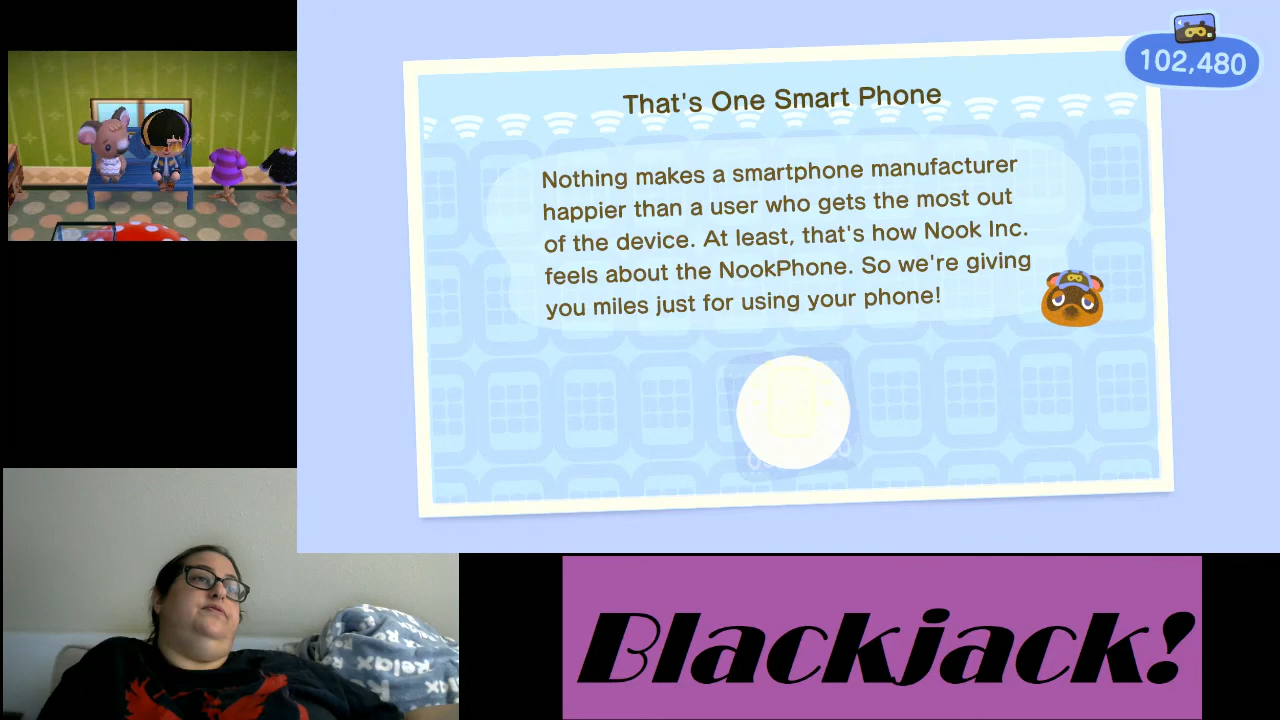 102,480
That's One Smart Phone
Nothing makes a smartphone manufacturer
happier than a user who gets the most out
of the device. At least, that's how Nook Inc.
feels about the NookPhone. So we're giving
you miles just for using your phone!
Relax
Blackjack!